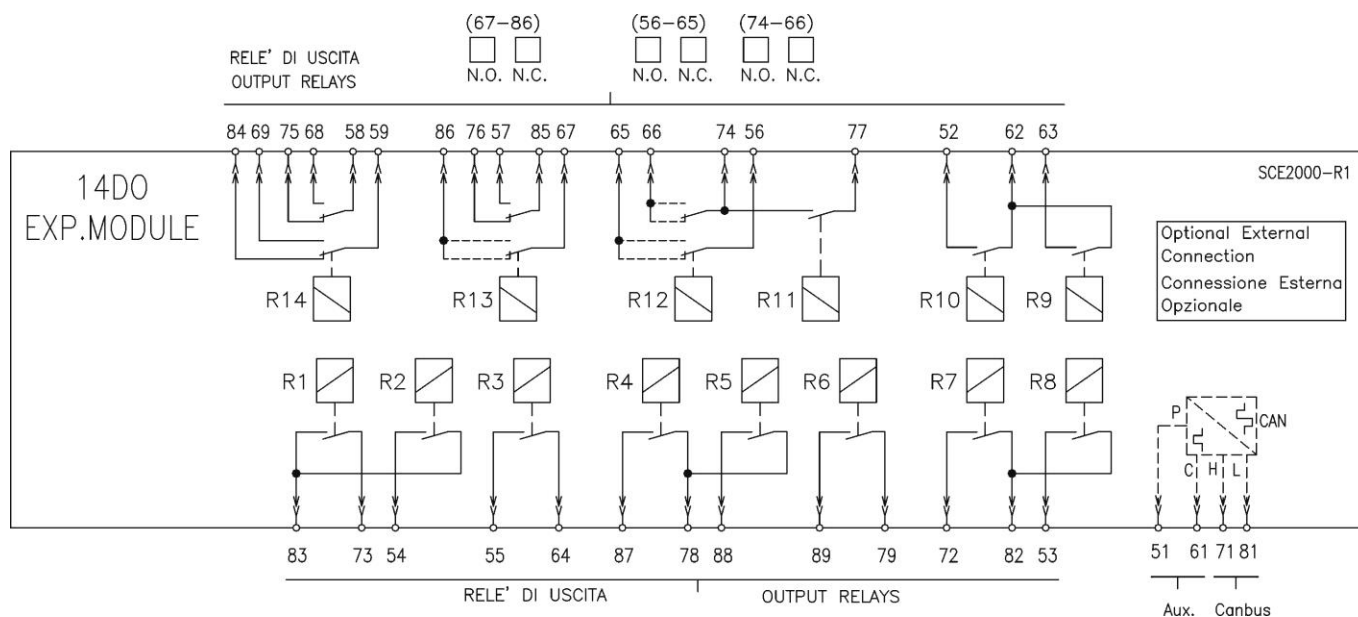 (67-86) (56-65) (74-66)
N.O. N.C. N.O. N.C. N.O. N.C.
RELE' DI USCITA
OUTPUT RELAYS
84 69 75 68 58 59 86 76 57 85 67 65 66 74 56 77 52 62 63
14DO
EXP.MODULE
SCE2000-R1
Optional External
Connection
Connessione Esterna
Opzionale
R14 R13 R12 R11 R10 R9
R1 R2 R3 R4 R5 R6 R7 R8
P CAN
C H L
83 73 54 55 64 87 78 88 89 79 72 82 53 51 61 71 81
RELE' DI USCITA OUTPUT RELAYS
Aux. Canbus